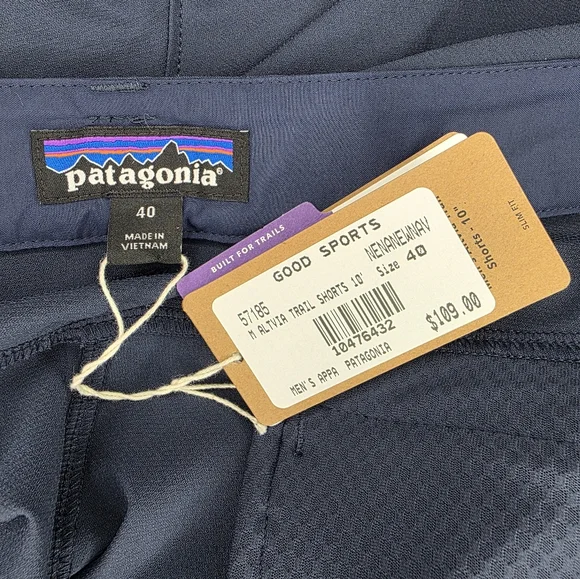 patagonia®
40
MADE IN
VIETNAM
BUILT FOR TRAILS
GOOD SPORTS
57185 NENANEWNAV
M ALTVIA TRAIL SHORTS 10' Size 40
10476432 $109.00
MEN'S APPA PATAGONIA
SLIM FIT
Shorts - 10"